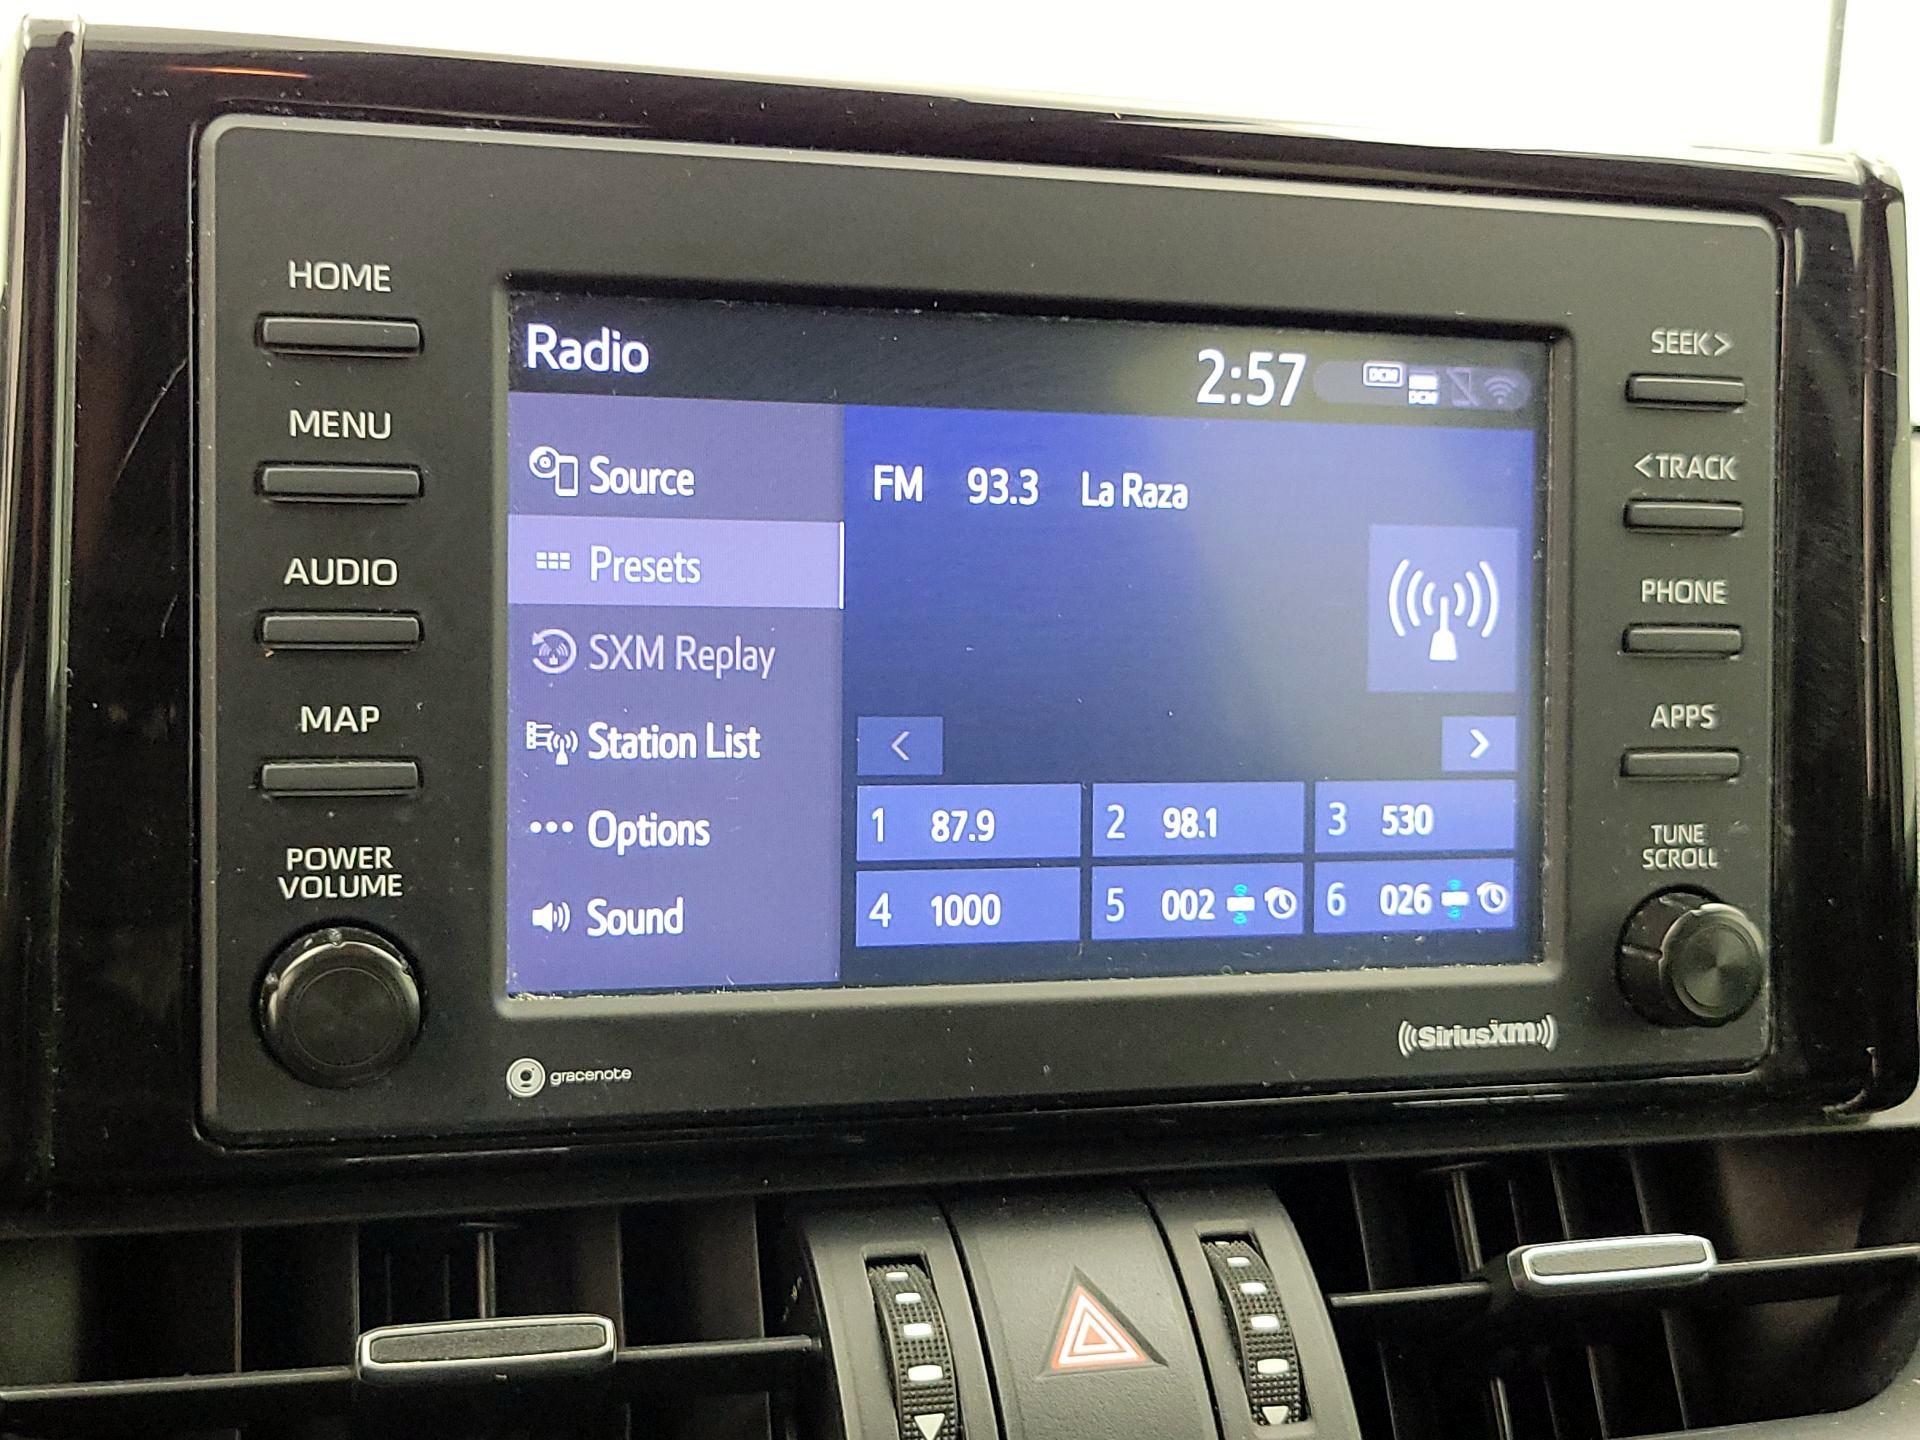 HOME
MENU
AUDIO
MAP
POWER
VOLUME
Radio
2:57
DCM
DCM
Source
Presets
SXM Replay
Station List
Options
Sound
FM 93.3 La Raza
<
>
1 87.9
2 98.1
3 530
4 1000
5 002
6 026
SEEK>
<TRACK
PHONE
APPS
TUNE
SCROLL
gracenote
((SiriusXM))